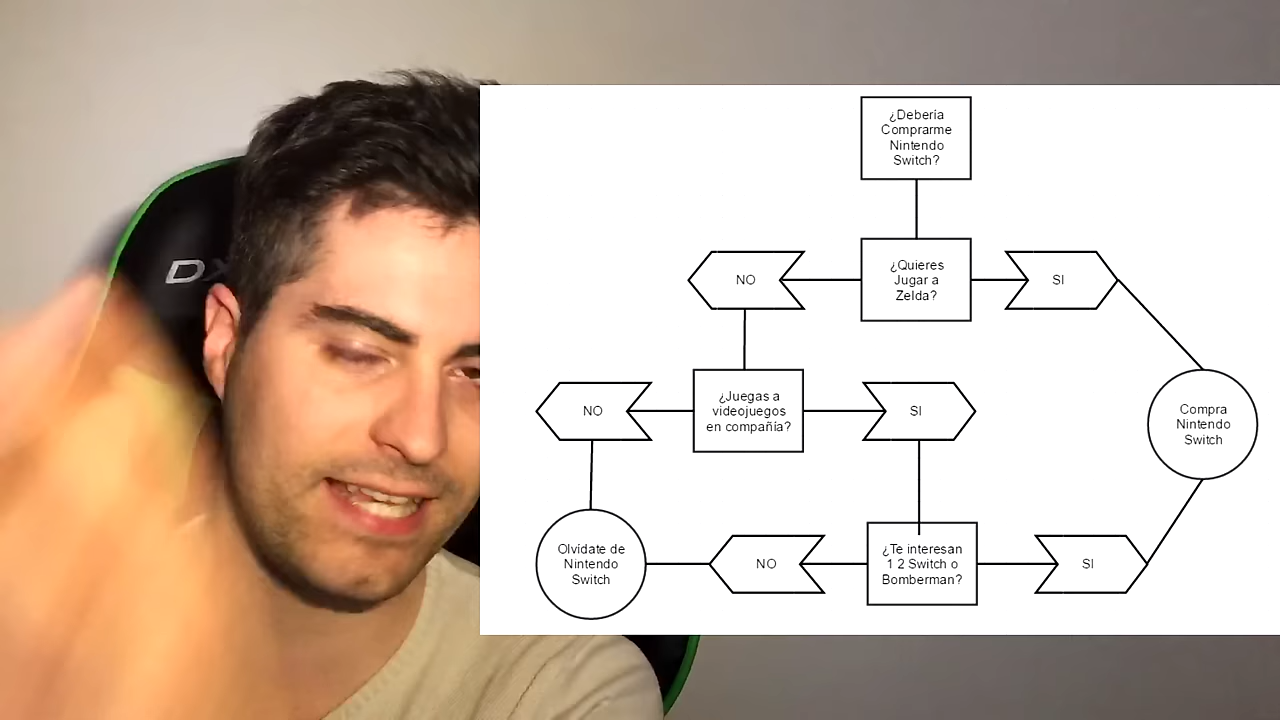 ¿Debería
Comprarme
Nintendo
Switch?
NO
¿Quieres
Jugar a
Zelda?
SI
NO
¿Juegas a
videojuegos
en compañía?
SI
Compra
Nintendo
Switch
Olvídate de
Nintendo
Switch
NO
¿Te interesan
1 2 Switch o
Bomberman?
SI